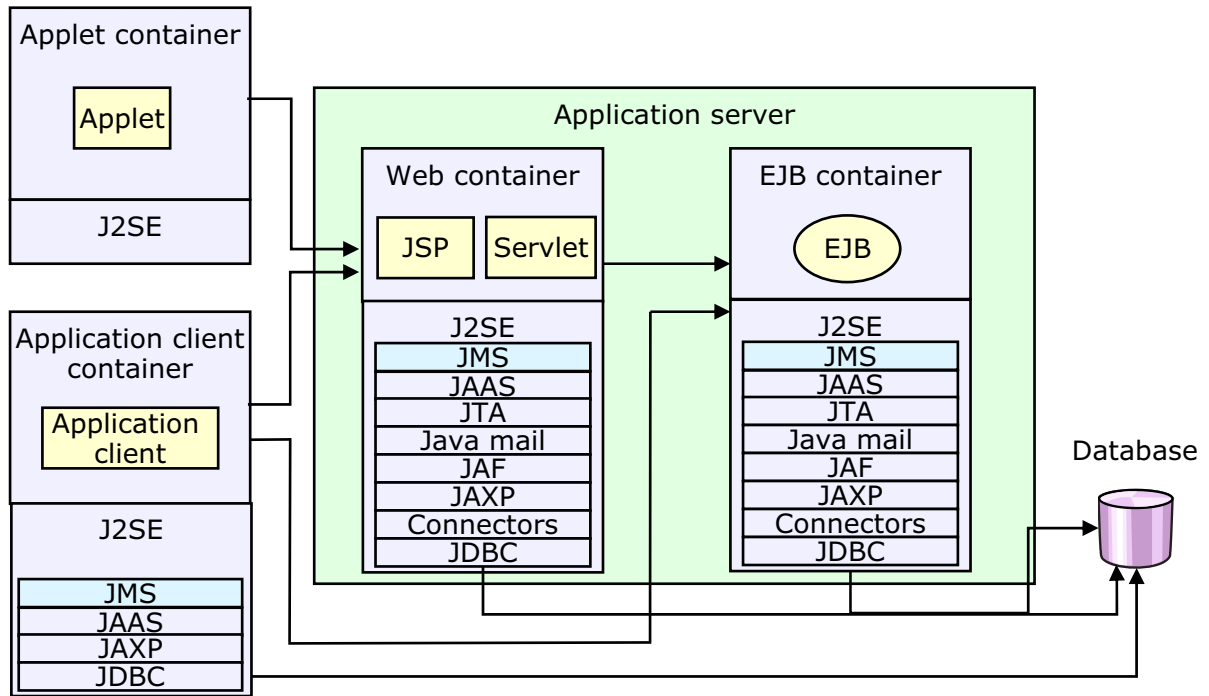 Applet container
Applet
J2SE
Application client
container
Application
client
J2SE
JMS
JAAS
JAXP
JDBC
Application server
Web container
JSP
Servlet
J2SE
JMS
JAAS
JTA
Java mail
JAF
JAXP
Connectors
JDBC
EJB container
EJB
J2SE
JMS
JAAS
JTA
Java mail
JAF
JAXP
Connectors
JDBC
Database